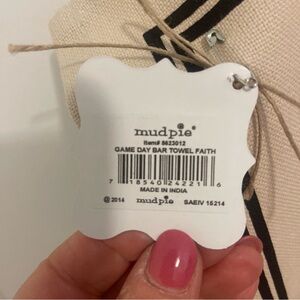 mudpie®
Item# 8623012
GAME DAY BAR TOWEL FAITH
7 18540 24221 6
MADE IN INDIA
©2014 mudpie SAEIV 15214